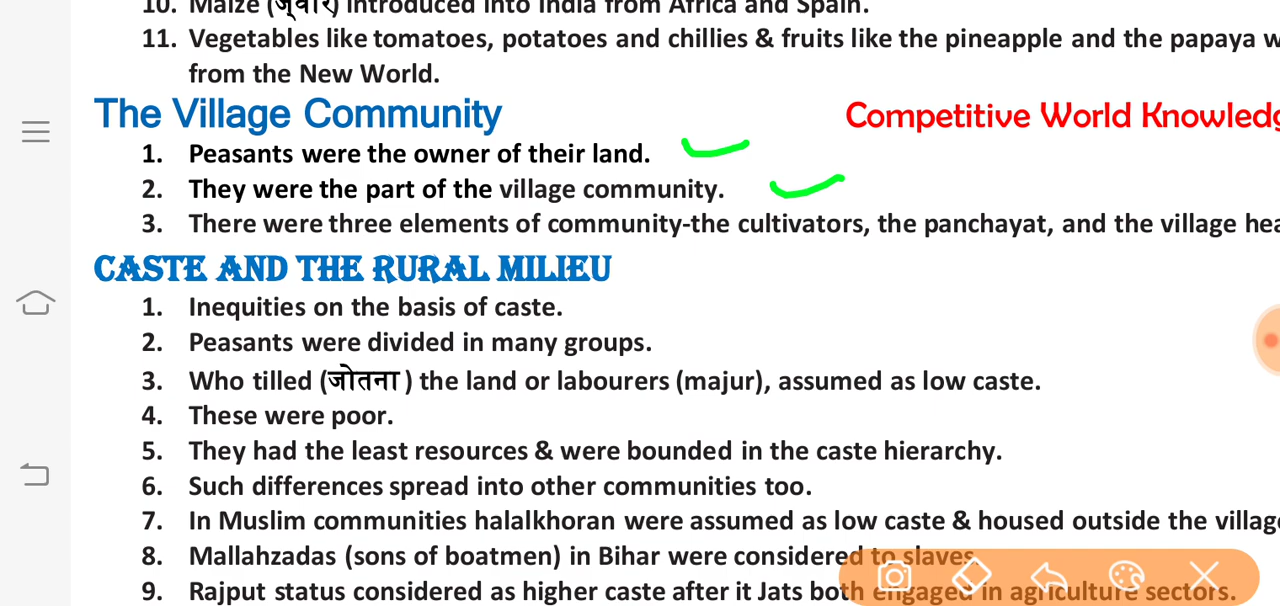 10. Maize (ज्वार) introduced into India from Africa and Spain.
11. Vegetables like tomatoes, potatoes and chillies & fruits like the pineapple and the papaya
from the New World.
The Village Community
Competitive World
1. Peasants were the owner of their land.
2. They were the part of the village community.
3. There were three elements of community-the cultivators, the panchayat, and the village
CASTE AND THE RURAL MILIEU
1. Inequities on the basis of caste.
2. Peasants were divided in many groups.
3. Who tilled (जोतना ) the land or labourers (majur), assumed as low caste.
4. These were poor.
5. They had the least resources & were bounded in the caste hierarchy.
6. Such differences spread into other communities too.
7. In Muslim communities halalkhoran were assumed as low caste & housed outside the
8. Mallahzadas (sons of boatmen) in Bihar were considered to slaves.
9. Rajput status considered as higher caste after it Jats both engaged in agriculture sectors.